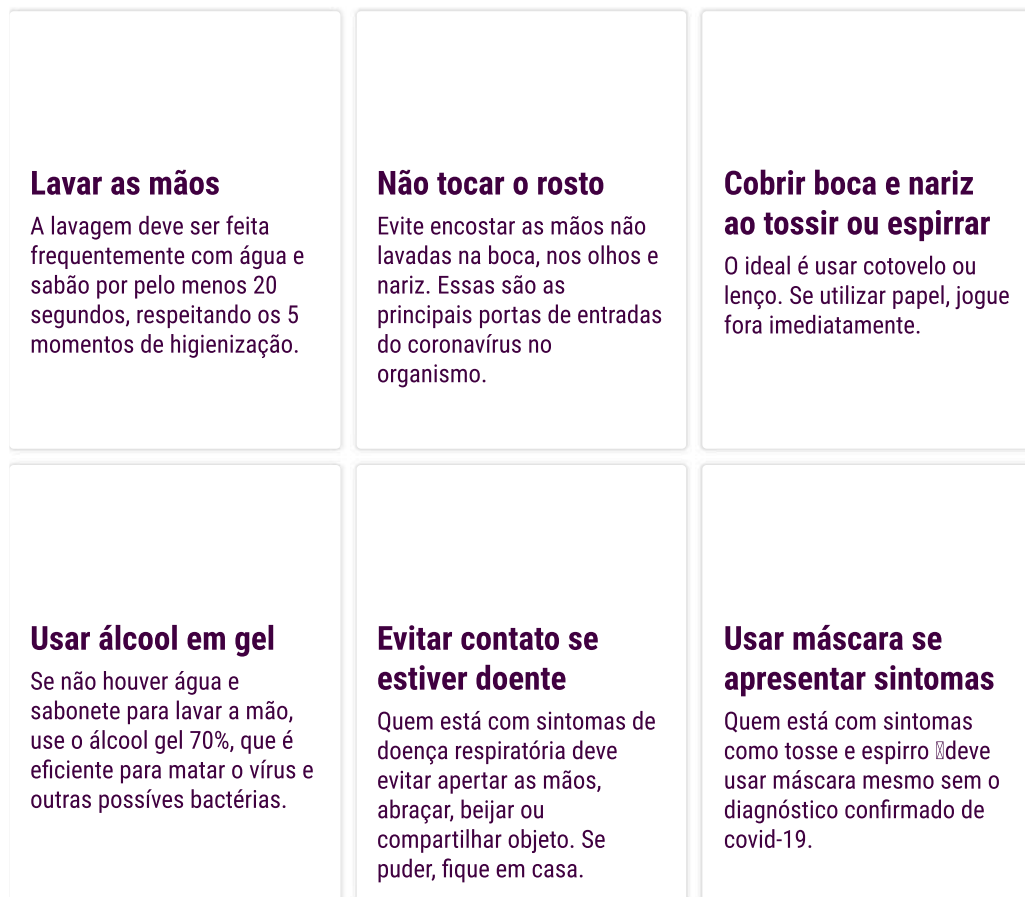 Lavar as mãos
A lavagem deve ser feita
frequentemente com água e
sabão por pelo menos 20
segundos, respeitando os 5
momentos de higienização.
Não tocar o rosto
Evite encostar as mãos não
lavadas na boca, nos olhos e
nariz. Essas são as
principais portas de entradas
do coronavírus no
organismo.
Cobrir boca e nariz
ao tossir ou espirrar
O ideal é usar cotovelo ou
lenço. Se utilizar papel, jogue
fora imediatamente.
Usar álcool em gel
Se não houver água e
sabonete para lavar a mão,
use o álcool gel 70%, que é
eficiente para matar o vírus e
outras possíves bactérias.
Evitar contato se
estiver doente
Quem está com sintomas de
doença respiratória deve
evitar apertar as mãos,
abraçar, beijar ou
compartilhar objeto. Se
puder, fique em casa.
Usar máscara se
apresentar sintomas
Quem está com sintomas
como tosse e espirro deve
usar máscara mesmo sem o
diagnóstico confirmado de
covid-19.